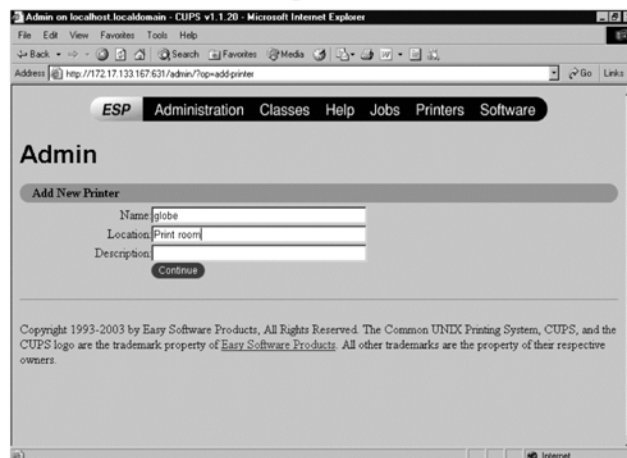 Admin on localhost.localdomain - CUPS v1.1.20 - Microsoft Internet Explorer
File Edit View Favorites Tools Help
Back Search Favorites Media
Address http://172.17.133.167:631/admin/?op=add-printer Go Links
ESP Administration Classes Help Jobs Printers Software
Admin
Add New Printer
Name: globe
Location: Print room
Description:
Continue
Copyright 1993-2003 by Easy Software Products, All Rights Reserved. The Common UNIX Printing System, CUPS, and the
CUPS logo are the trademark property of Easy Software Products. All other trademarks are the property of their respective
owners.
Internet